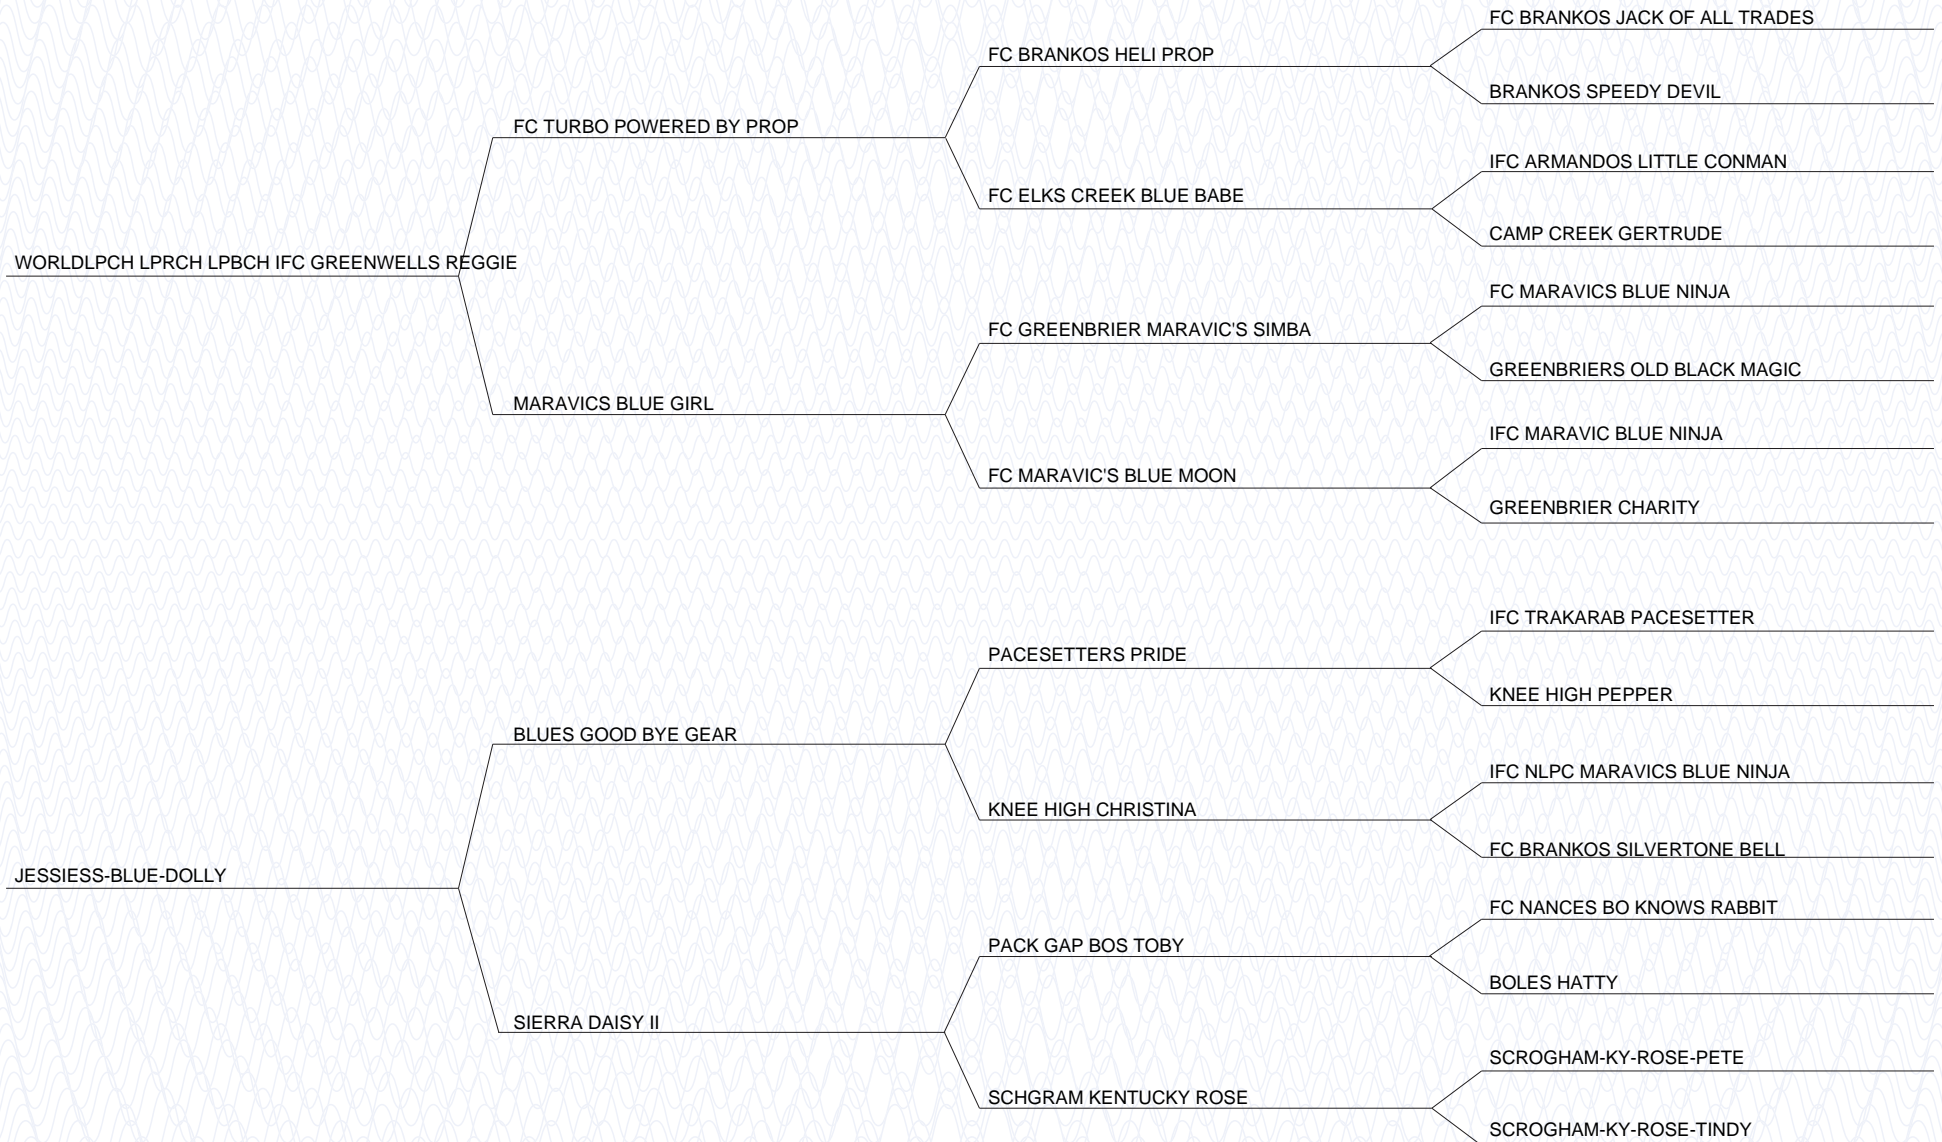 FC BRANKOS JACK OF ALL TRADES
FC BRANKOS HELI PROP
BRANKOS SPEEDY DEVIL
FC TURBO POWERED BY PROP
IFC ARMANDOS LITTLE CONMAN
FC ELKS CREEK BLUE BABE
CAMP CREEK GERTRUDE
WORLDLPCH LPRCH LPBCH IFC GREENWELLS REGGIE
FC MARAVICS BLUE NINJA
FC GREENBRIER MARAVIC'S SIMBA
GREENBRIERS OLD BLACK MAGIC
MARAVICS BLUE GIRL
IFC MARAVIC BLUE NINJA
FC MARAVIC'S BLUE MOON
GREENBRIER CHARITY
IFC TRAKARAB PACESETTER
PACESETTERS PRIDE
KNEE HIGH PEPPER
BLUES GOOD BYE GEAR
IFC NLPC MARAVICS BLUE NINJA
KNEE HIGH CHRISTINA
FC BRANKOS SILVERTONE BELL
JESSIESS-BLUE-DOLLY
FC NANCES BO KNOWS RABBIT
PACK GAP BOS TOBY
BOLES HATTY
SIERRA DAISY II
SCROGHAM-KY-ROSE-PETE
SCHGRAM KENTUCKY ROSE
SCROGHAM-KY-ROSE-TINDY